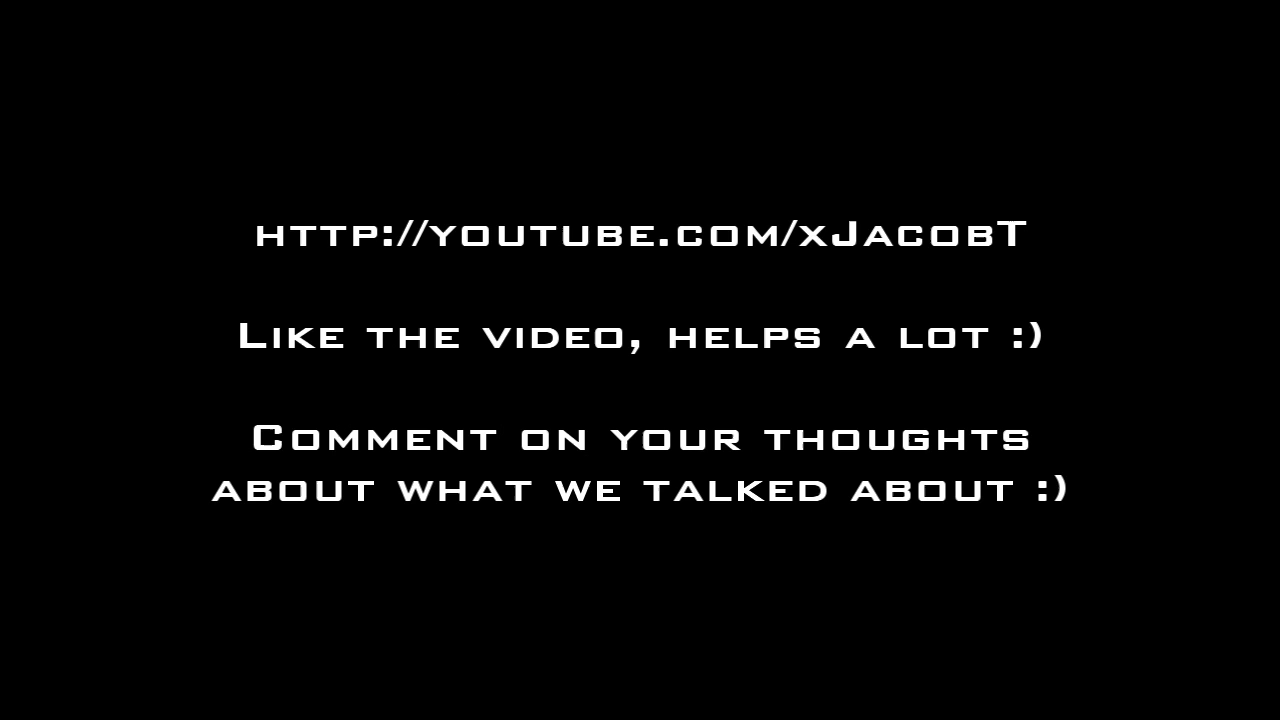 http://youtube.com/xJacobT
Like the video, helps a lot :)
Comment on your thoughts
about what we talked about :)